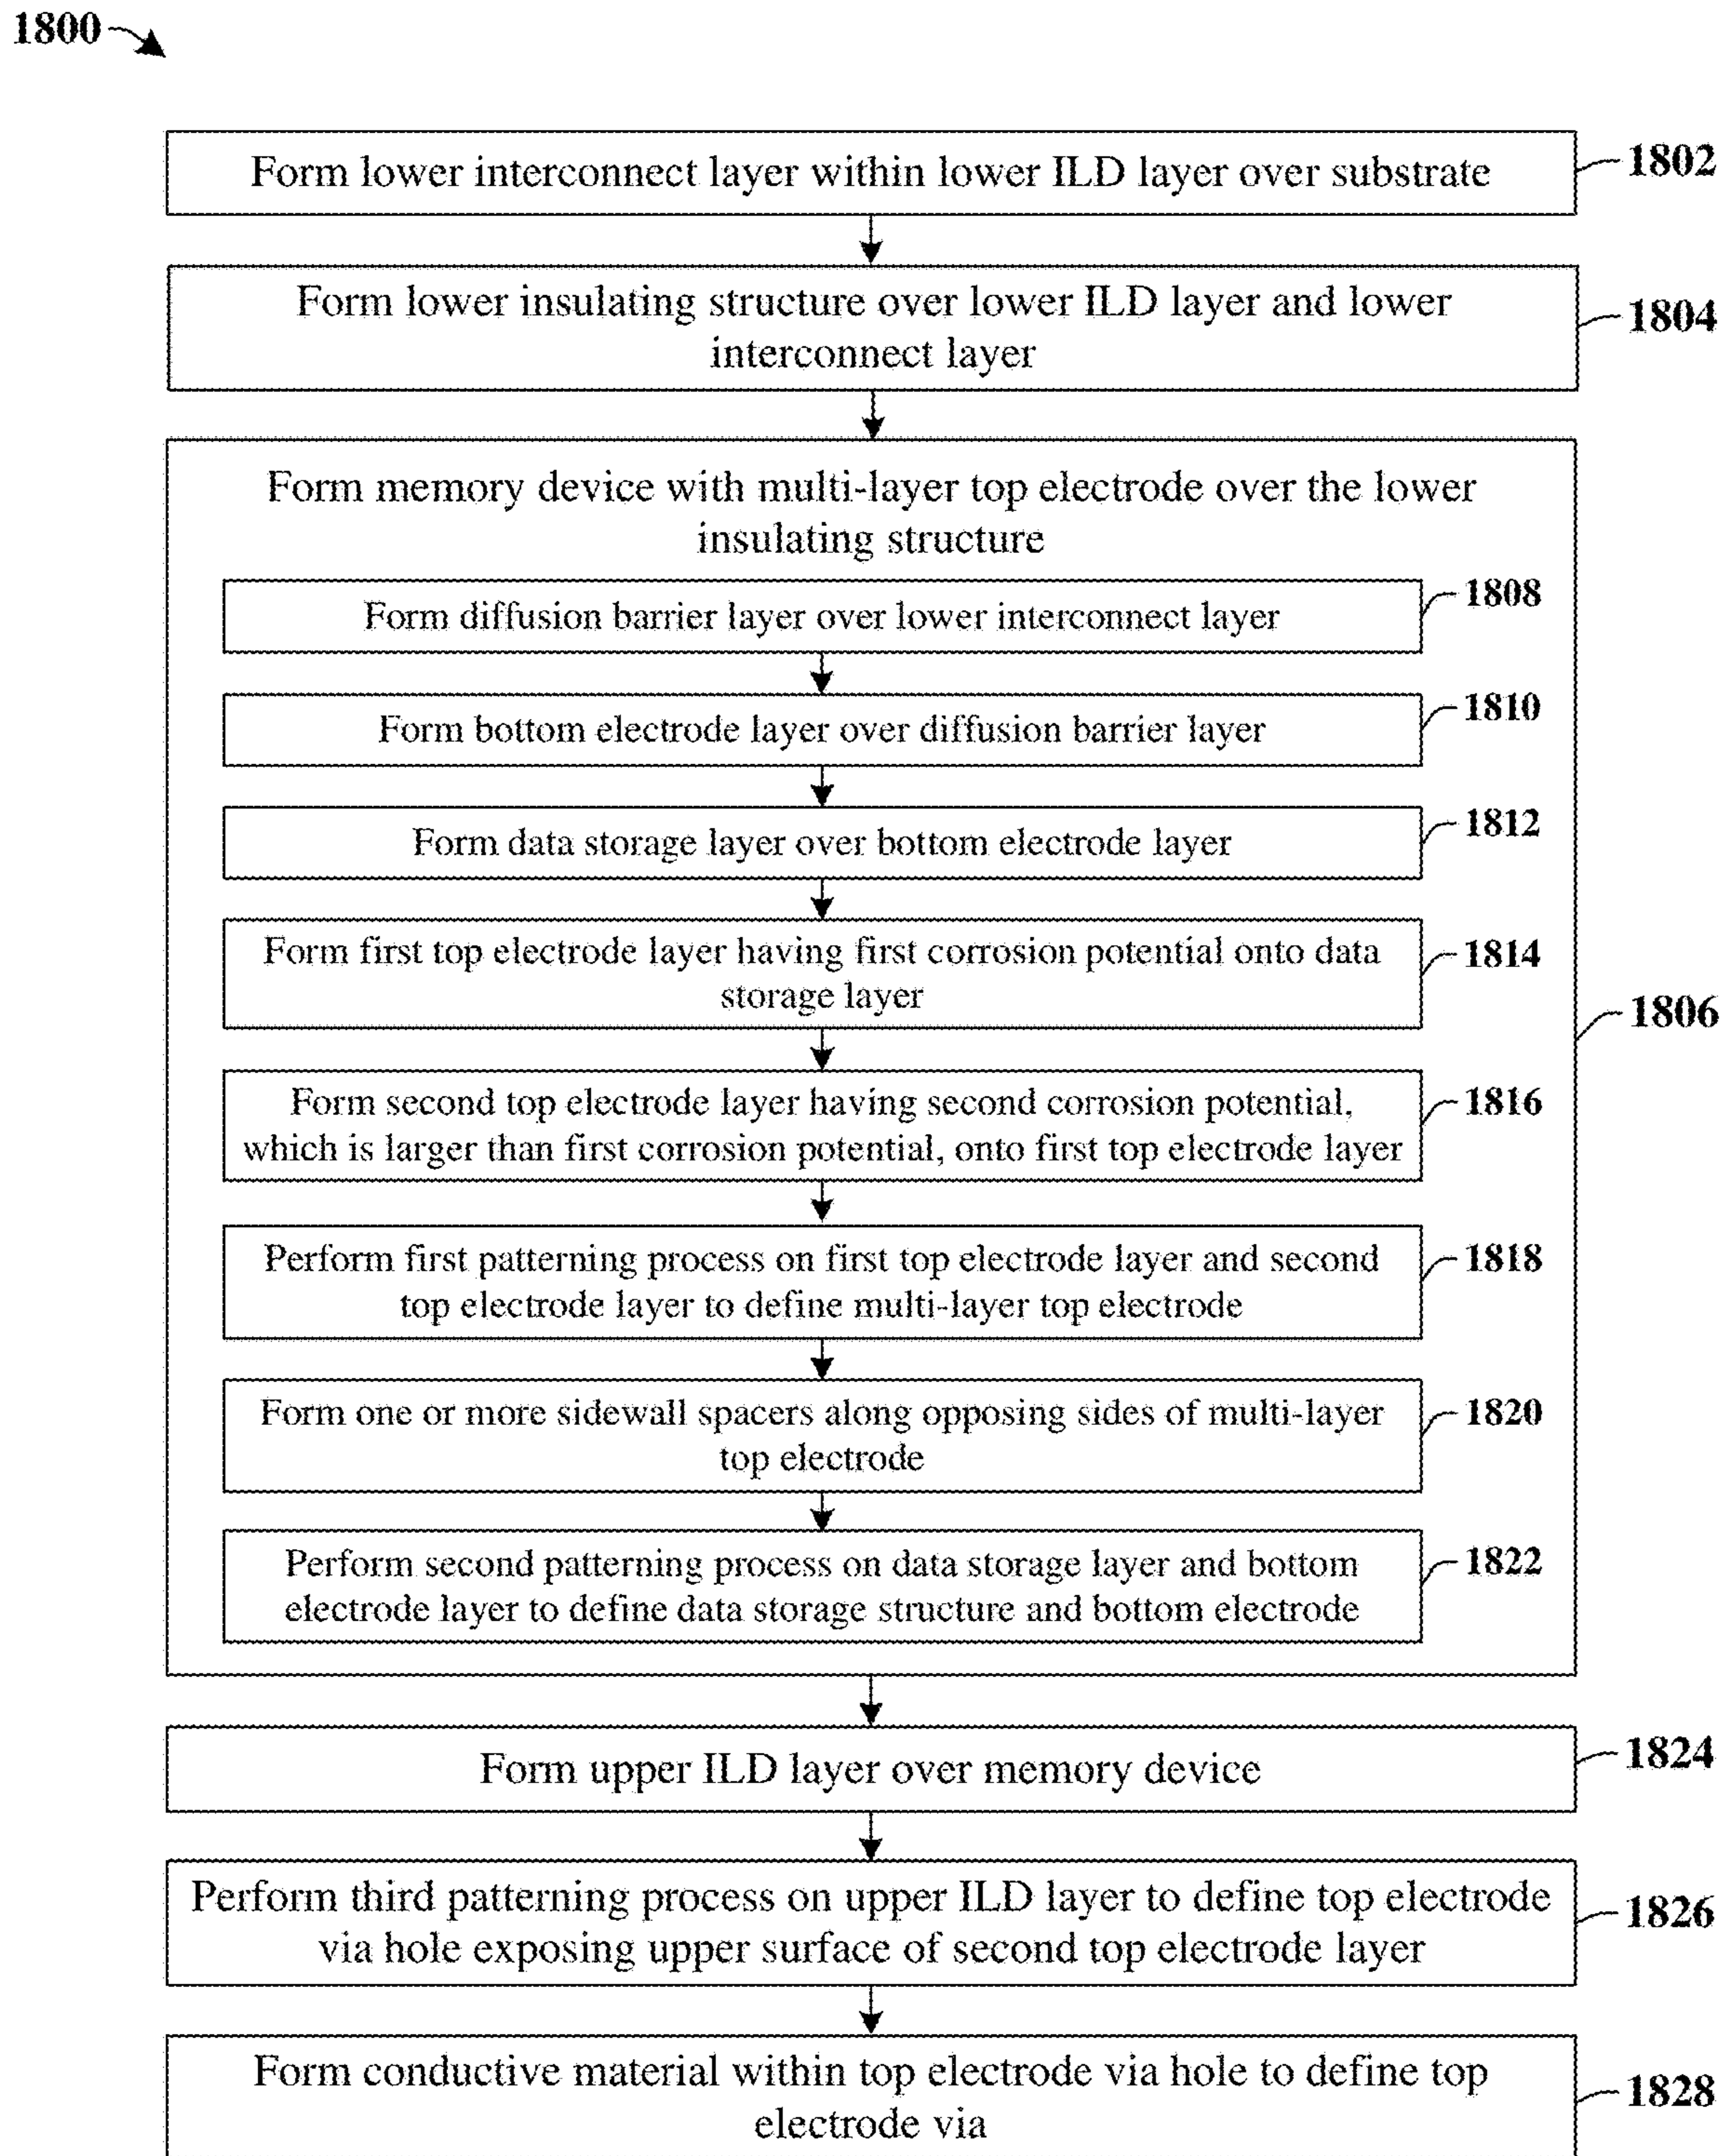 1800
Form lower interconnect layer within lower ILD layer over substrate
1802
Form lower insulating structure over lower ILD layer and lower
interconnect layer
1804
Form memory device with multi-layer top electrode over the lower
insulating structure
1806
Form diffusion barrier layer over lower interconnect layer
1808
Form bottom electrode layer over diffusion barrier layer
1810
Form data storage layer over bottom electrode layer
1812
Form first top electrode layer having first corrosion potential onto data
storage layer
1814
Form second top electrode layer having second corrosion potential,
which is larger than first corrosion potential, onto first top electrode layer
1816
Perform first patterning process on first top electrode layer and second
top electrode layer to define multi-layer top electrode
1818
Form one or more sidewall spacers along opposing sides of multi-layer
top electrode
1820
Perform second patterning process on data storage layer and bottom
electrode layer to define data storage structure and bottom electrode
1822
Form upper ILD layer over memory device
1824
Perform third patterning process on upper ILD layer to define top electrode
via hole exposing upper surface of second top electrode layer
1826
Form conductive material within top electrode via hole to define top
electrode via
1828